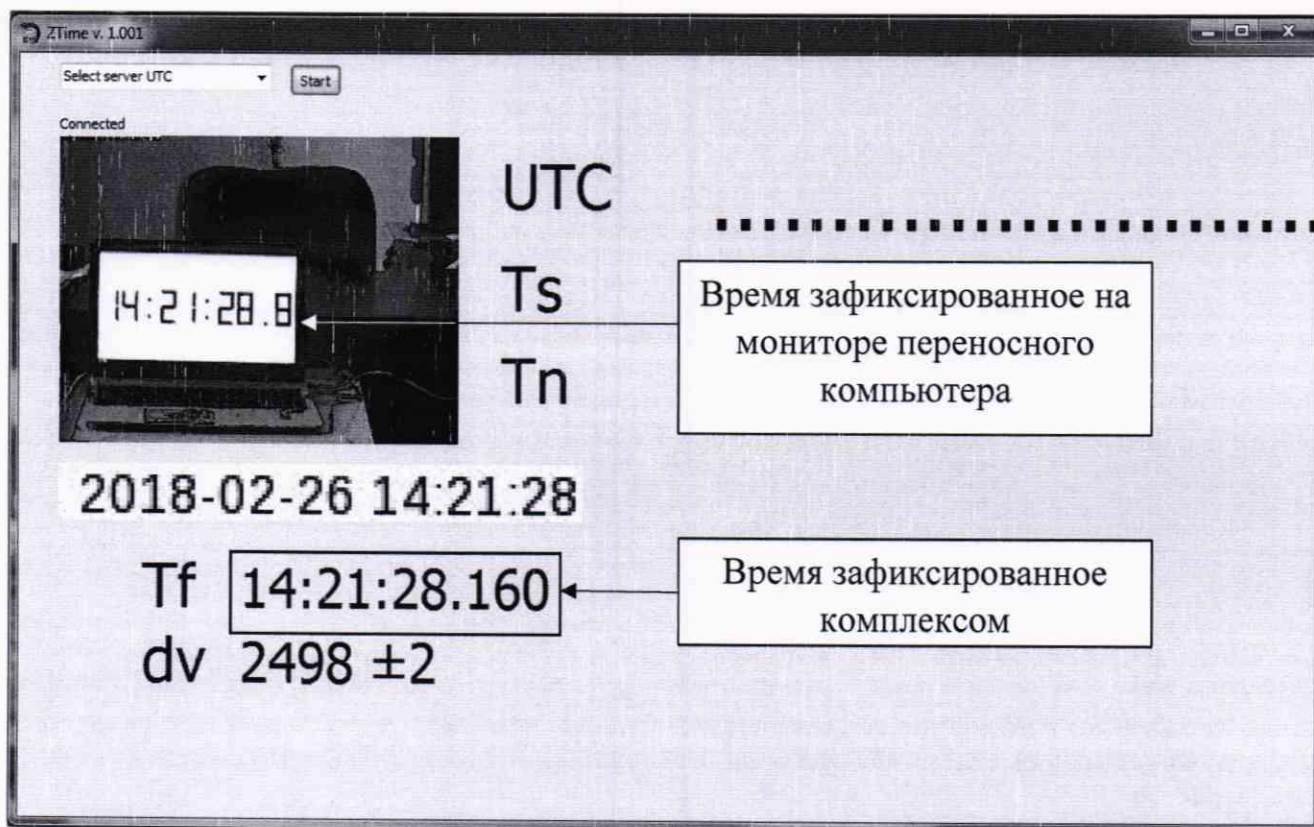 ZTime v. 1.001
Select server UTC
Start
Connected
UTC
14:21:28.8
Ts
Tn
Время зафиксированное на
мониторе переносного
компьютера
2018-02-26 14:21:28
Tf 14:21:28.160
dv 2498 ±2
Время зафиксированное
комплексом